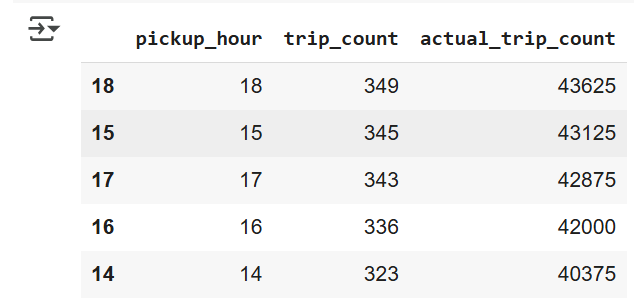 pickup_hour trip_count actual_trip_count
18 18 349 43625
15 15 345 43125
17 17 343 42875
16 16 336 42000
14 14 323 40375